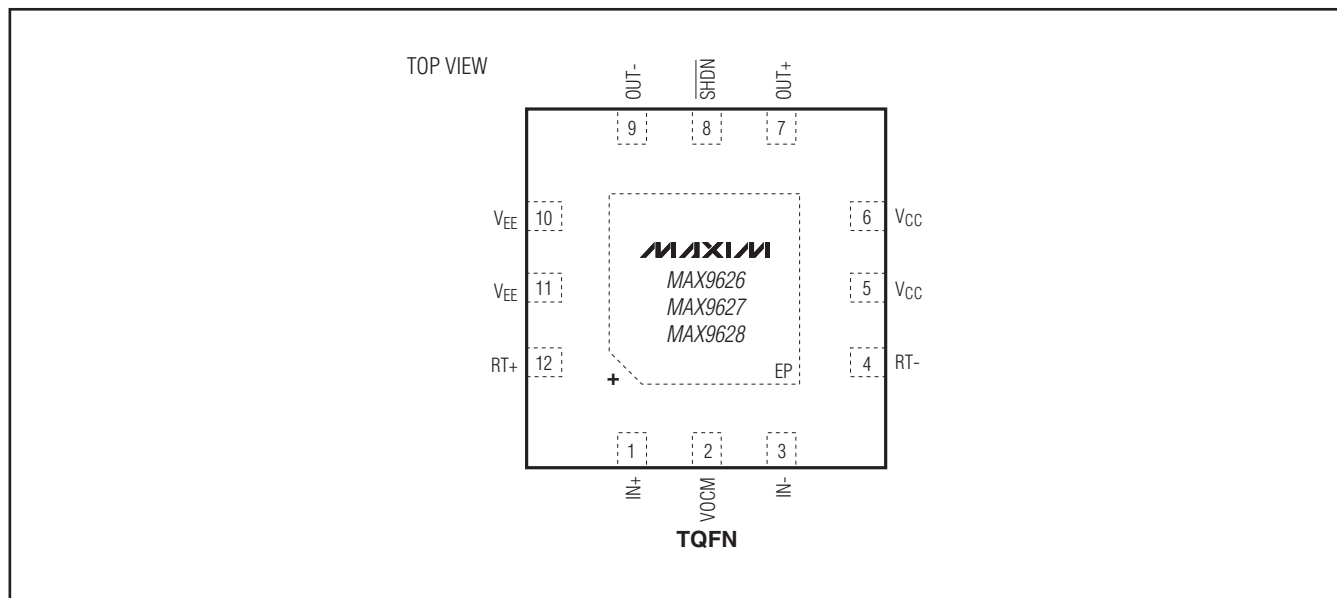 TOP VIEW
OUT-
SHDN
OUT+
9
8
7
VEE 10
6 VCC
MAXIM
MAX9626
MAX9627
MAX9628
VEE 11
5 VCC
RT+ 12
4 RT-
+
EP
1
2
3
IN+
VOCM
IN-
TQFN